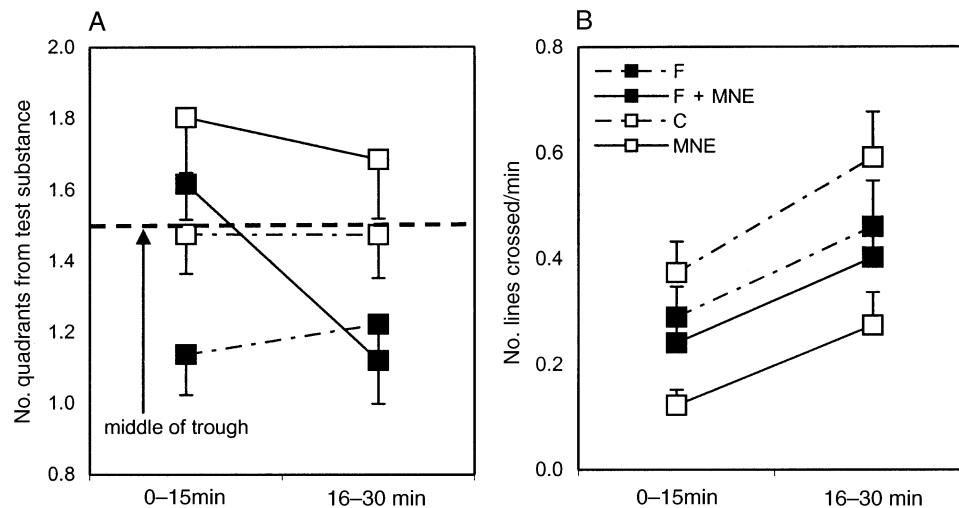 A
No. quadrants from test substance
2.0
1.8
1.6
1.4
1.2
1.0
0.8
middle of trough
0–15min
16–30 min
B
No. lines crossed/min
0.8
0.6
0.4
0.2
0.0
F
F + MNE
C
MNE
0–15min
16–30 min